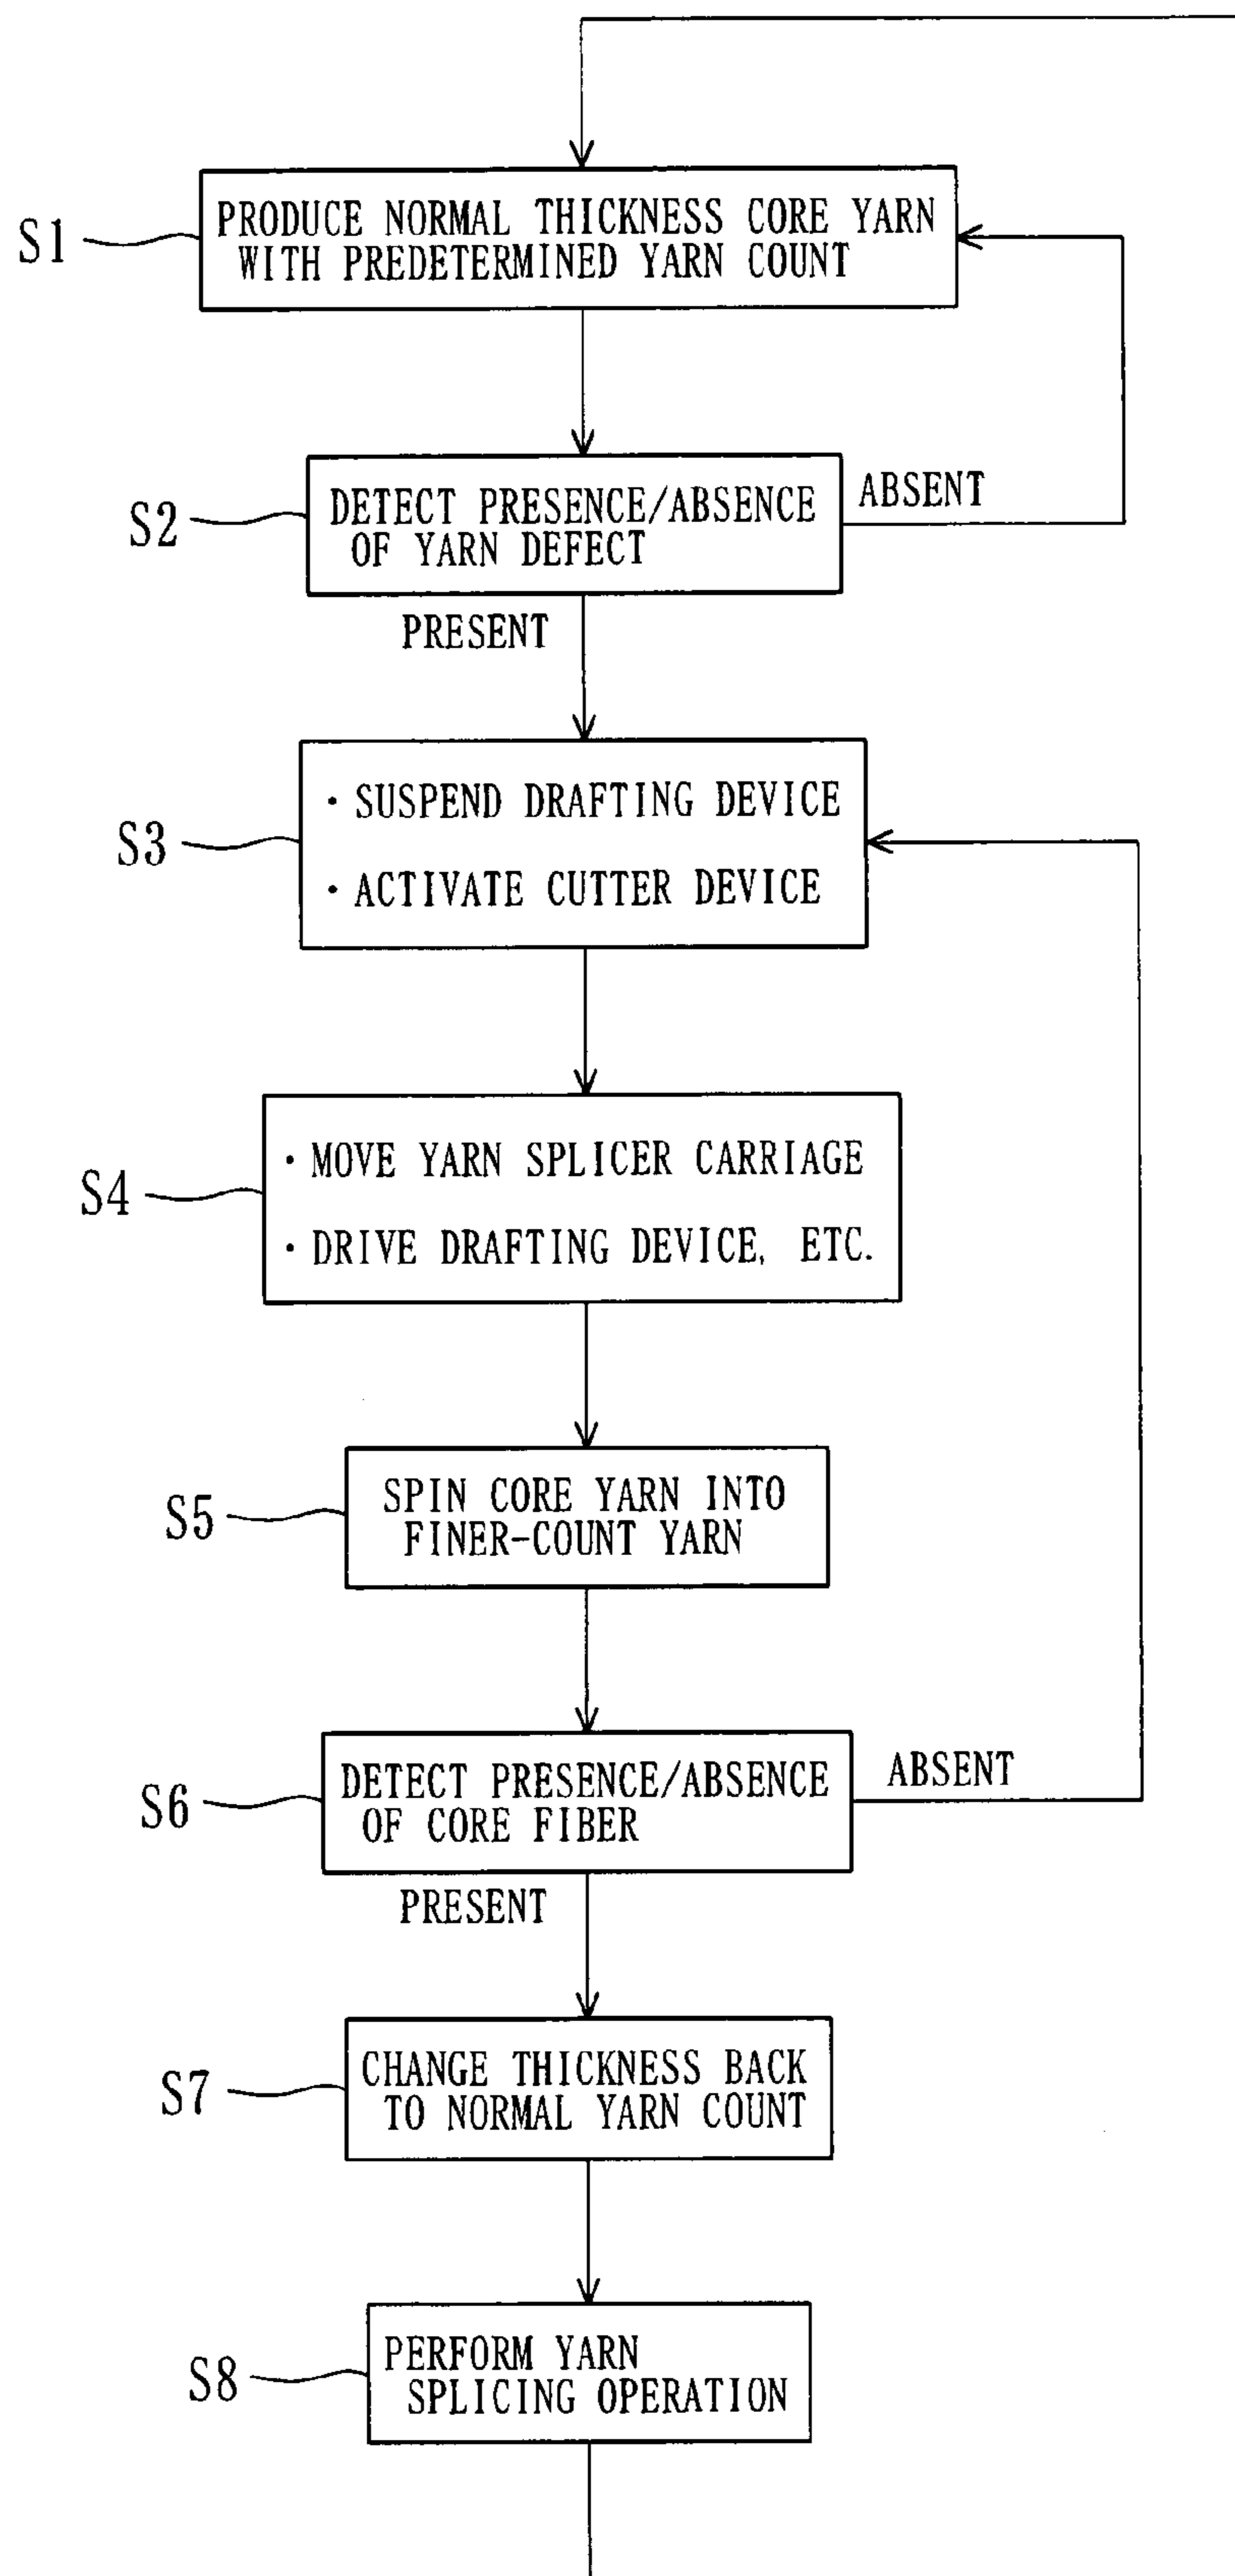 S1
PRODUCE NORMAL THICKNESS CORE YARN
WITH PREDETERMINED YARN COUNT
S2
DETECT PRESENCE/ABSENCE
OF YARN DEFECT
ABSENT
PRESENT
S3
· SUSPEND DRAFTING DEVICE
· ACTIVATE CUTTER DEVICE
S4
· MOVE YARN SPLICER CARRIAGE
· DRIVE DRAFTING DEVICE, ETC.
S5
SPIN CORE YARN INTO
FINER-COUNT YARN
S6
DETECT PRESENCE/ABSENCE
OF CORE FIBER
ABSENT
PRESENT
S7
CHANGE THICKNESS BACK
TO NORMAL YARN COUNT
S8
PERFORM YARN
SPLICING OPERATION